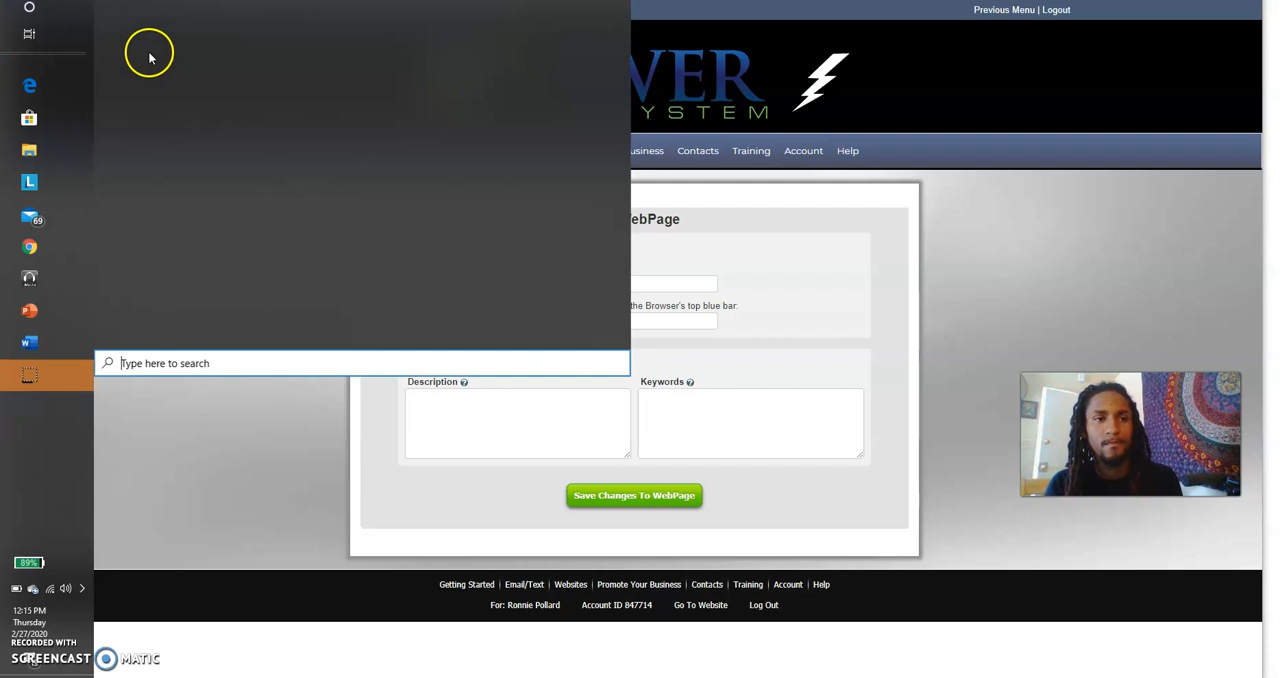 Previous Menu | Logout
VER
YSTEM
usiness Contacts Training Account Help
ebPage
the Browser's top blue bar:
Type here to search
Description
Keywords
Save Changes To WebPage
Getting Started | Email/Text | Websites | Promote Your Business | Contacts | Training | Account | Help
For: Ronnie Pollard Account ID 847714 Go To Website Log Out
L
69
W
89%
12:15 PM
Thursday
2/27/2020
RECORDED WITH
SCREENCAST MATIC